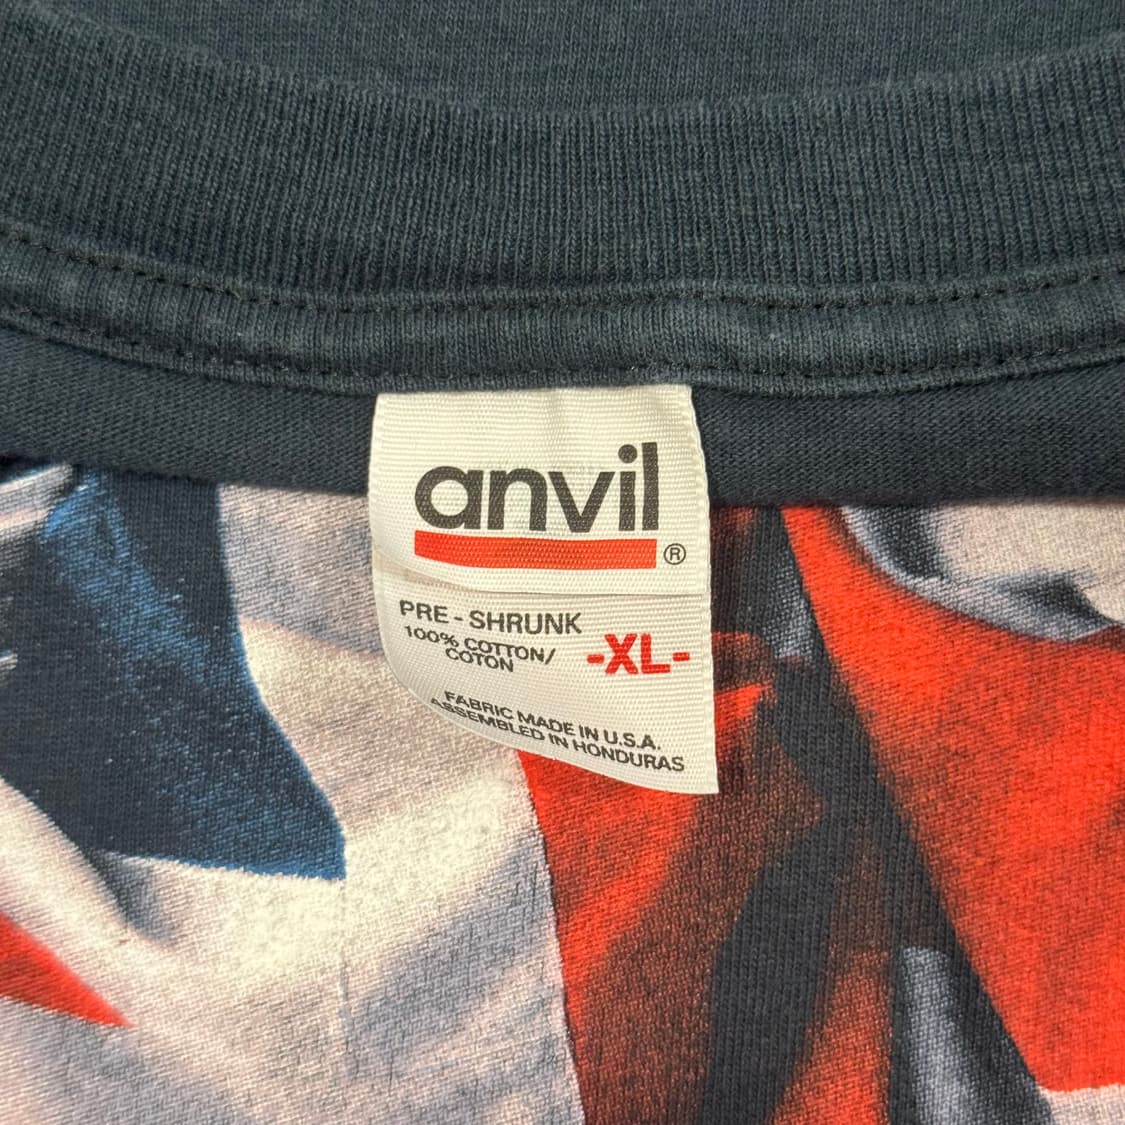 anvil®
PRE-SHRUNK
100% COTTON/
COTON
-XL-
FABRIC MADE IN U.S.A.
ASSEMBLED IN HONDURAS